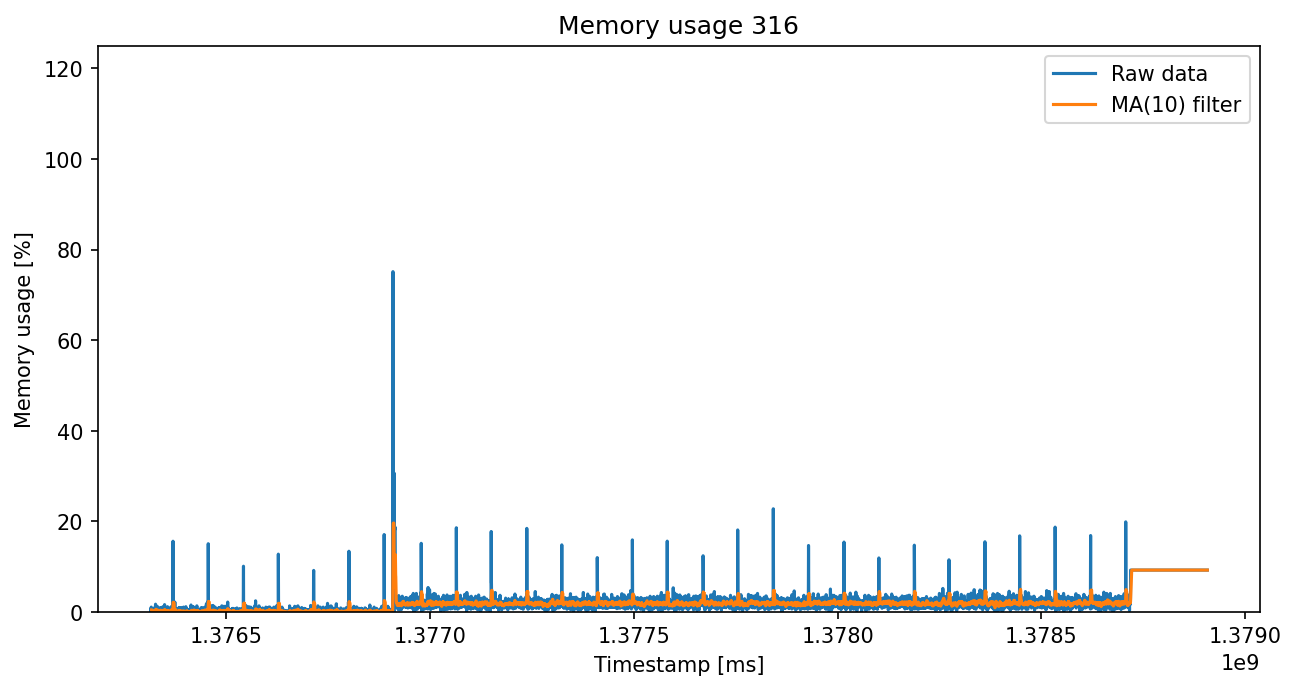 Memory usage 316
Raw data
MA(10) filter
Memory usage [%]
120
100
80
60
40
20
0
1.3765
1.3770
1.3775
1.3780
1.3785
1.3790
1e9
Timestamp [ms]